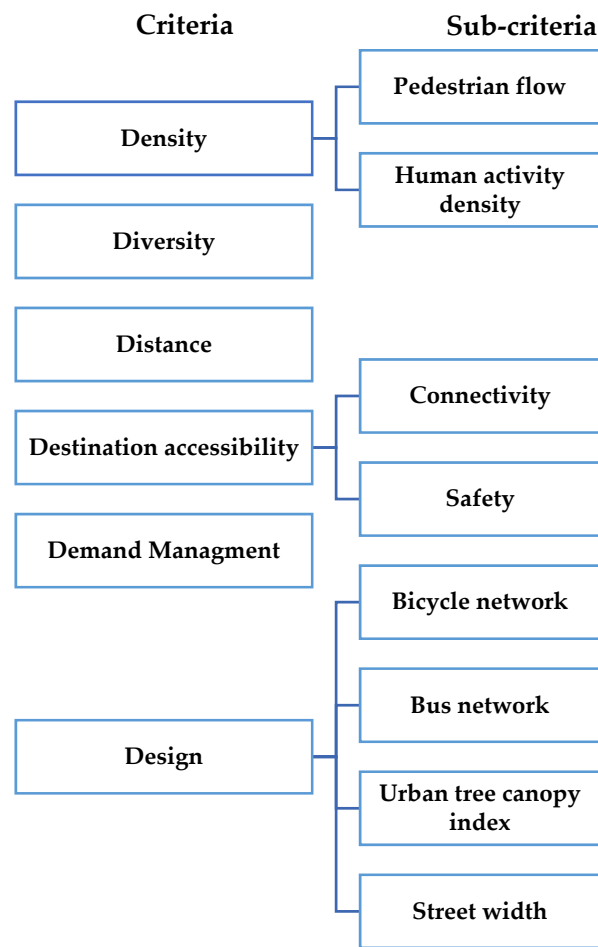 Criteria
Sub-criteria
Density
Pedestrian flow
Human activity
density
Diversity
Distance
Destination accessibility
Connectivity
Safety
Demand Managment
Design
Bicycle network
Bus network
Urban tree canopy
index
Street width